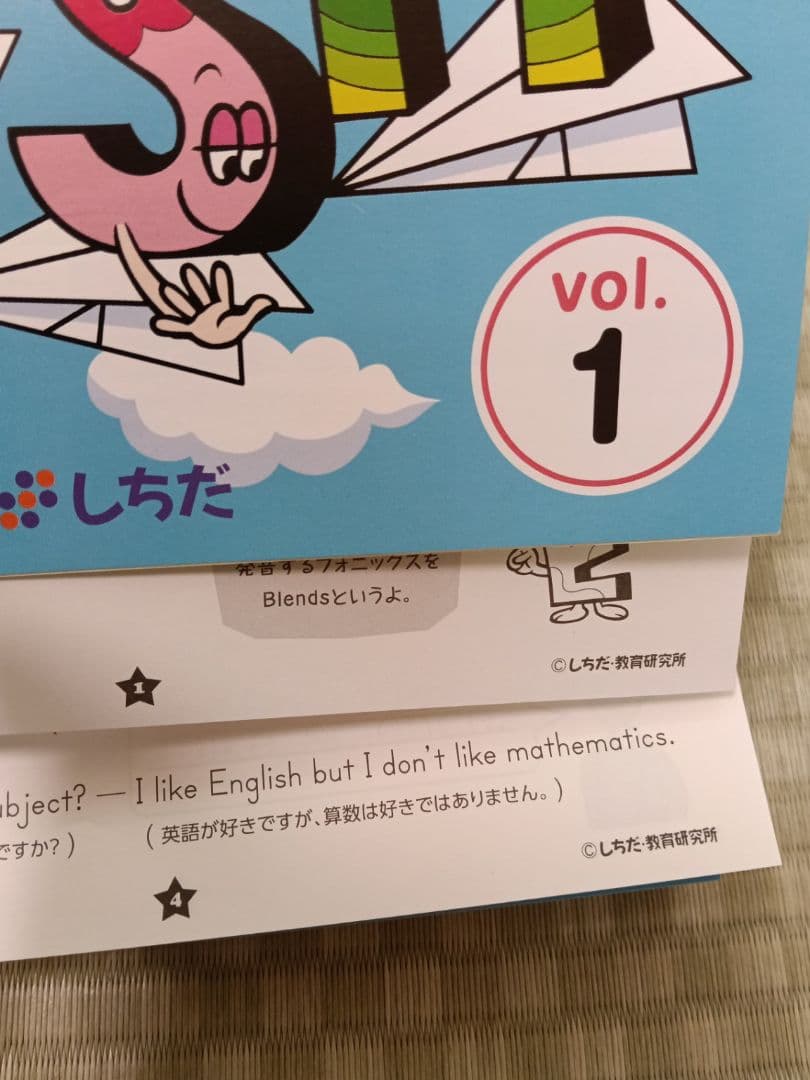 vol.
1
しちだ
発音するフォニックスを
Blendsというよ。
©しちだ・教育研究所
1
ubject? — I like English but I don't like mathematics.
ですか? ) ( 英語が好きですが、算数は好きではありません。)
©しちだ・教育研究所
4